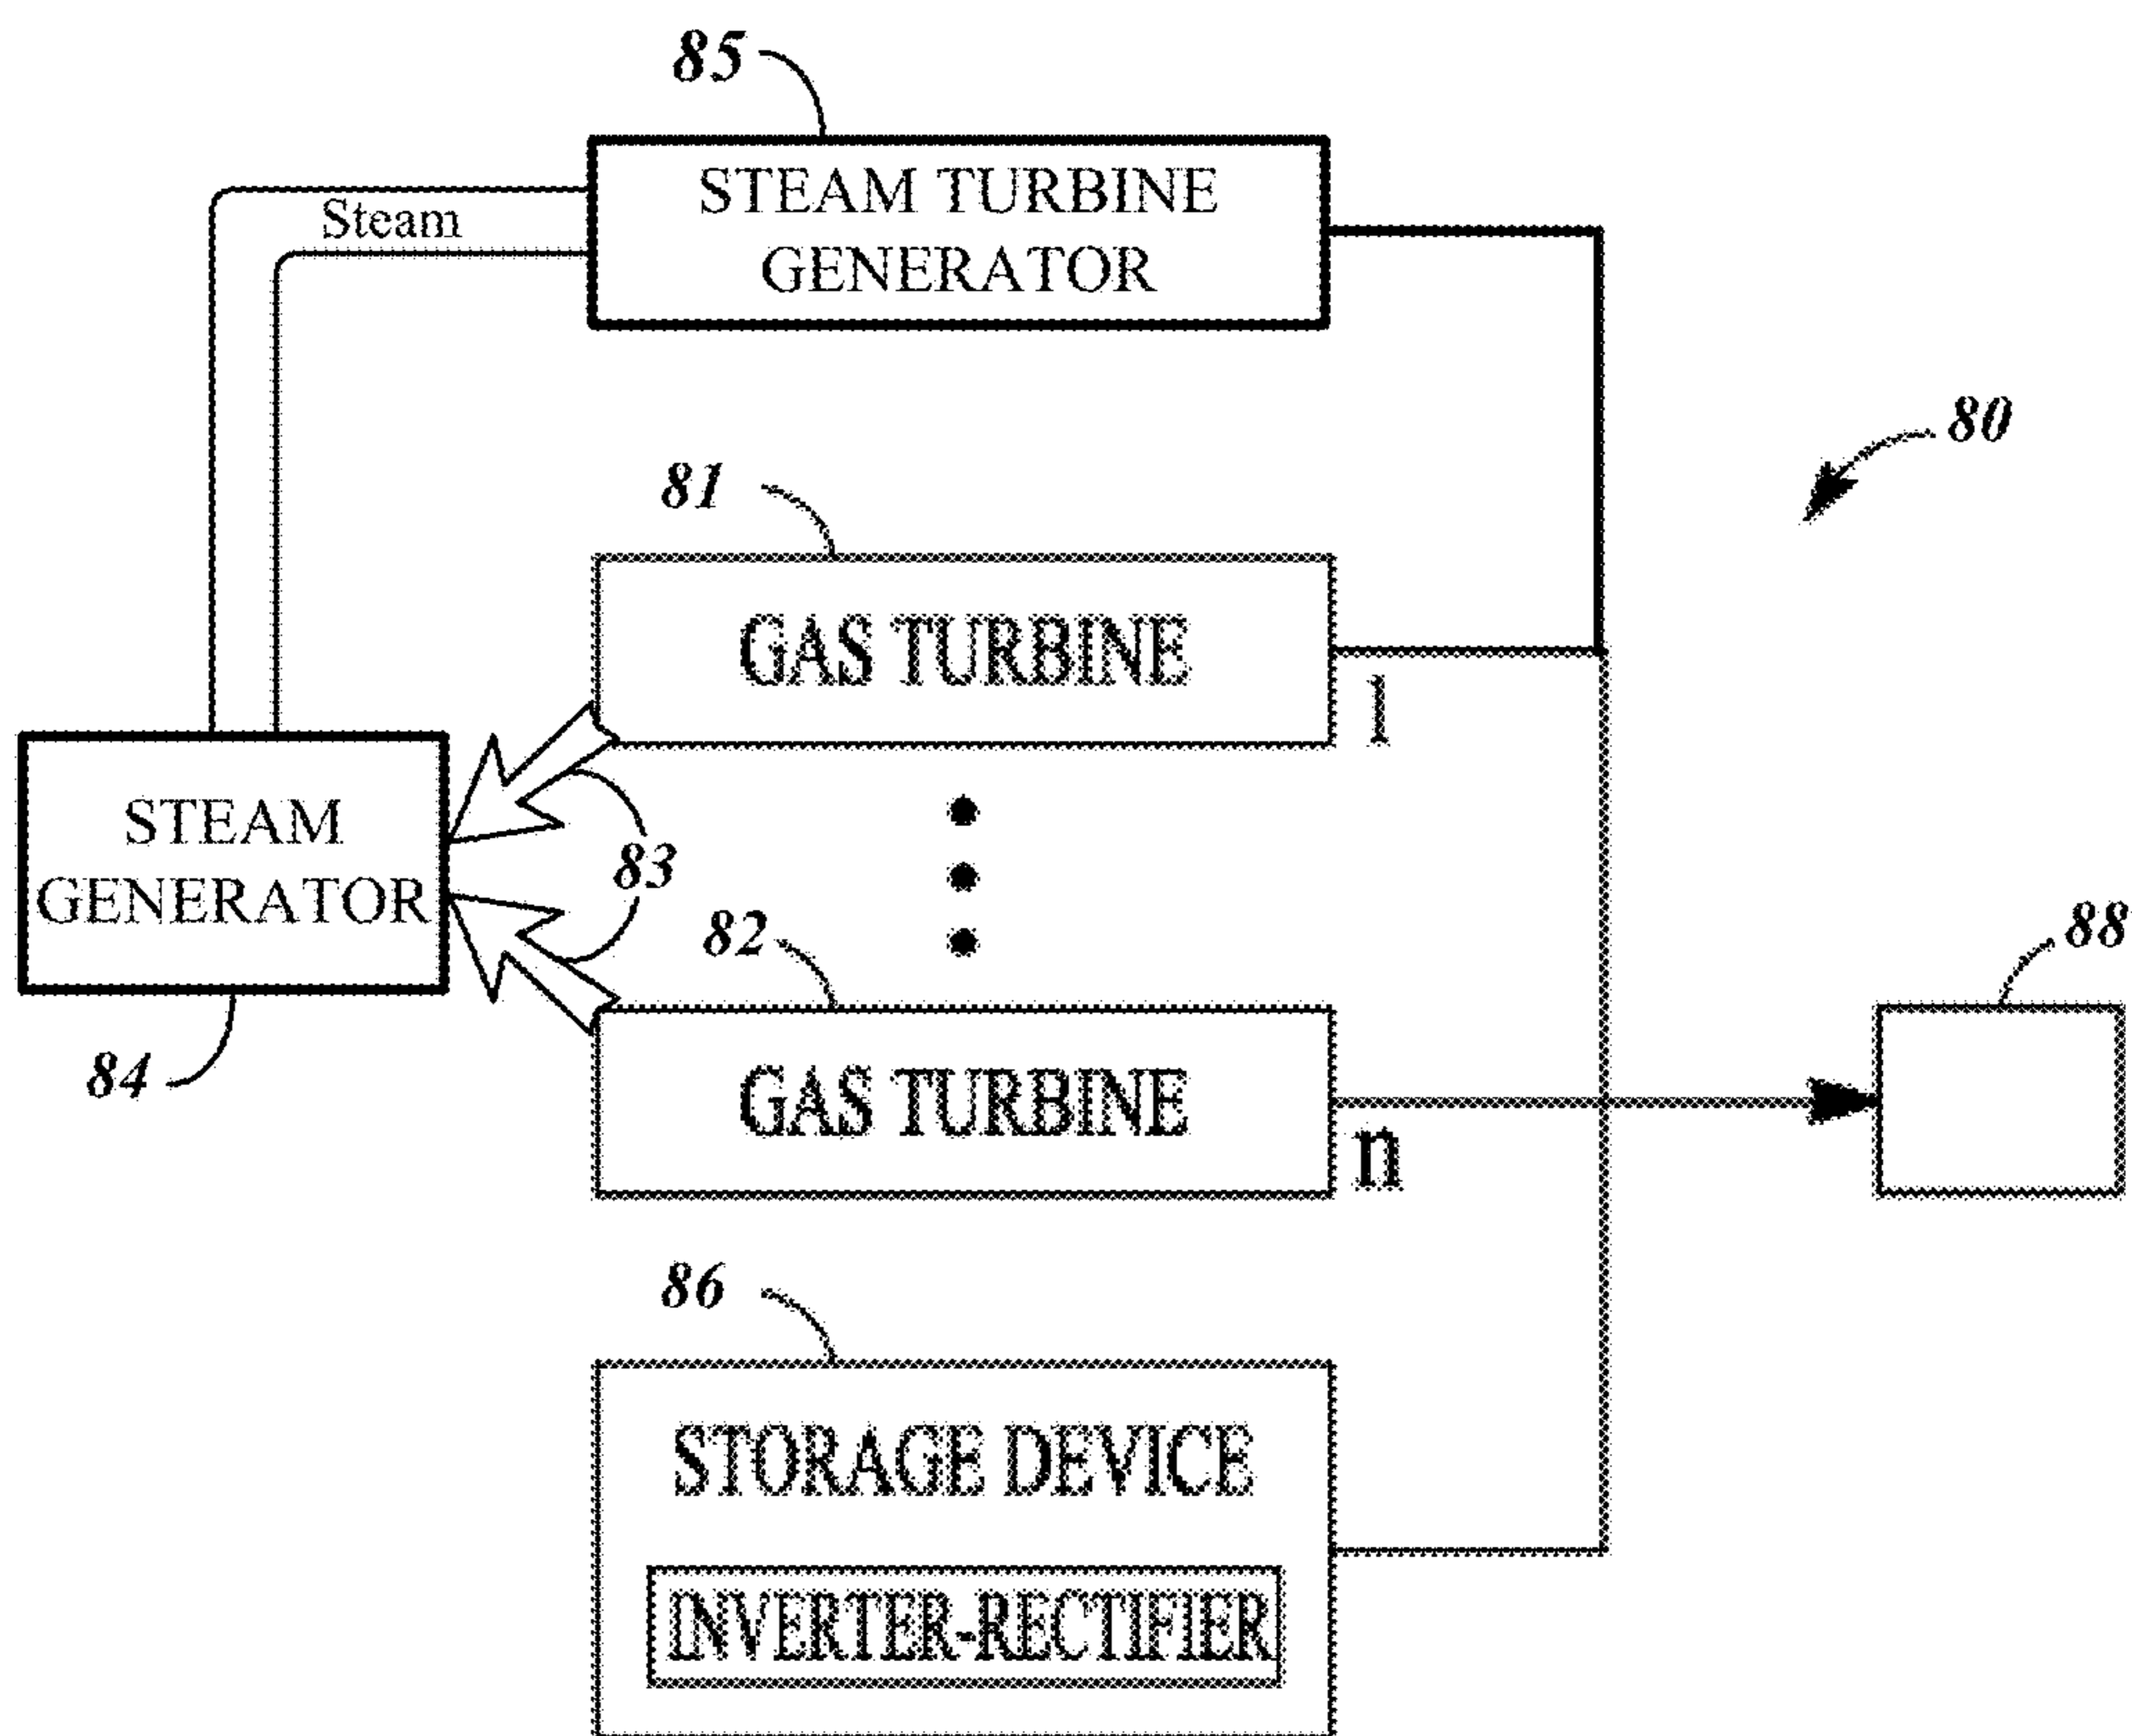 85
STEAM TURBINE
GENERATOR
Steam
80
81
GAS TURBINE
1
STEAM
GENERATOR
83
84
82
GAS TURBINE
n
88
86
STORAGE DEVICE
INVERTER-RECTIFIER